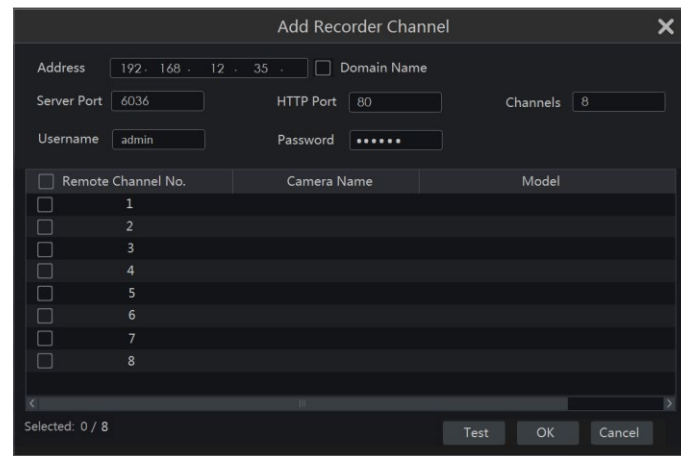 Add Recorder Channel
Address 192. 168. 12. 35. Domain Name
Server Port 6036 HTTP Port 80 Channels 8
Username admin Password ••••••
Remote Channel No. Camera Name Model
1
2
3
4
5
6
7
8
Selected: 0 / 8
Test OK Cancel